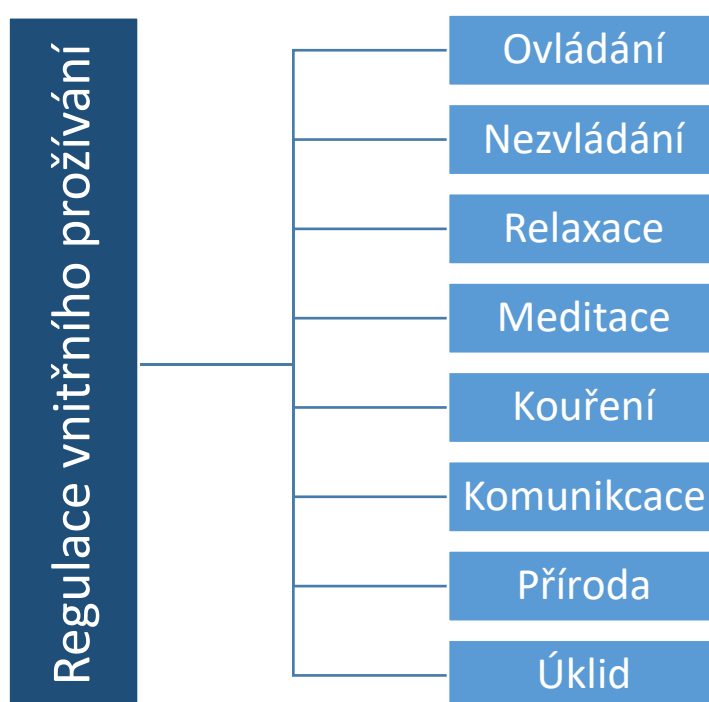 Regulace vnitřního prožívání
Ovládání
Nezvládání
Relaxace
Meditace
Kouření
Komunikcace
Příroda
Úklid